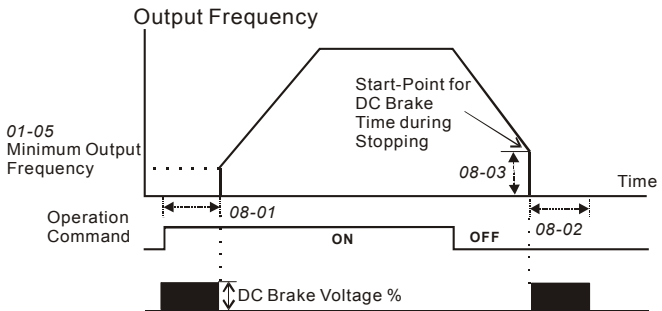 Output Frequency
Start-Point for
DC Brake
Time during
Stopping
01-05
Minimum Output
Frequency
08-03
Time
08-01
Operation
Command
ON
OFF
08-02
DC Brake Voltage %